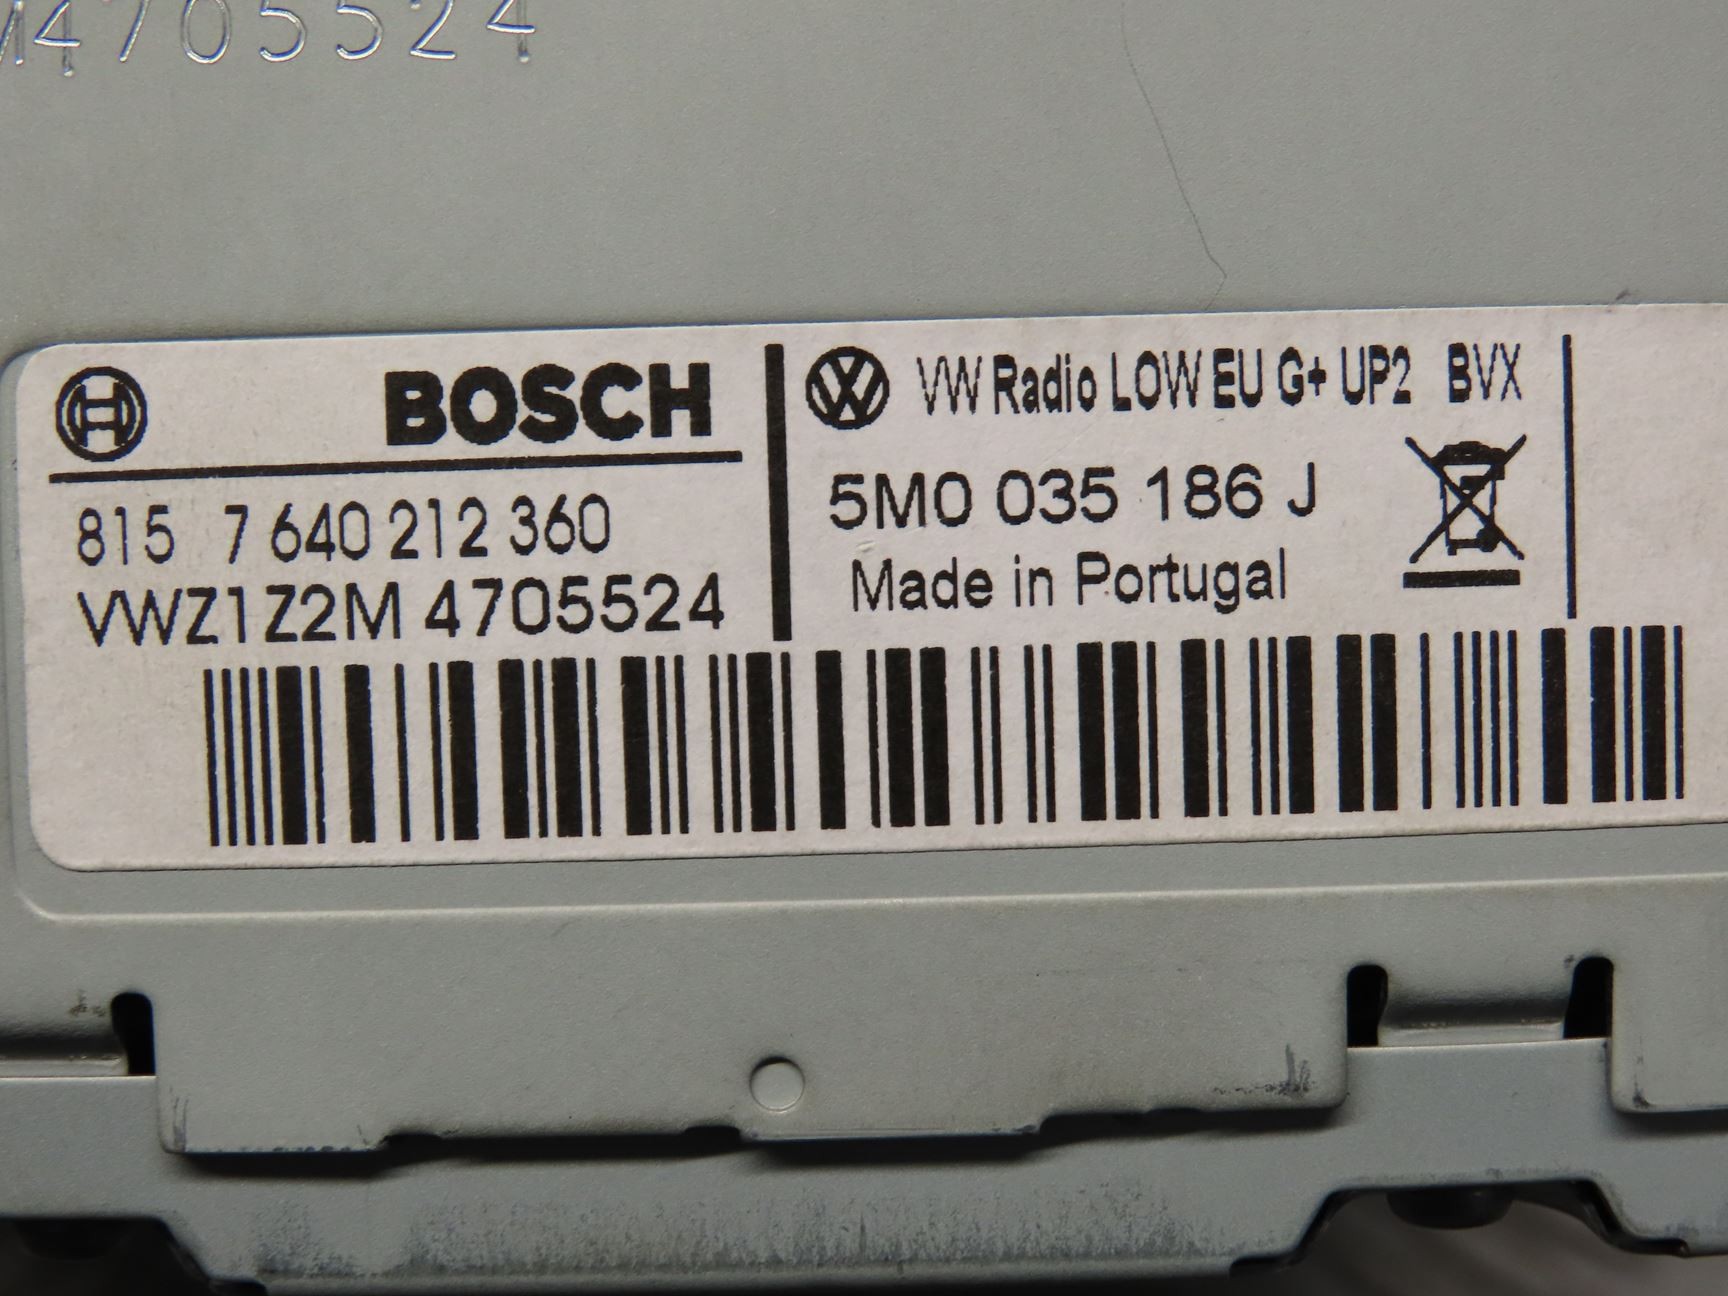 M4705524
BOSCH
815 7 640 212 360
VWZ1Z2M 4705524
VW Radio LOW EU G+ UP2 BVX
5M0 035 186 J
Made in Portugal